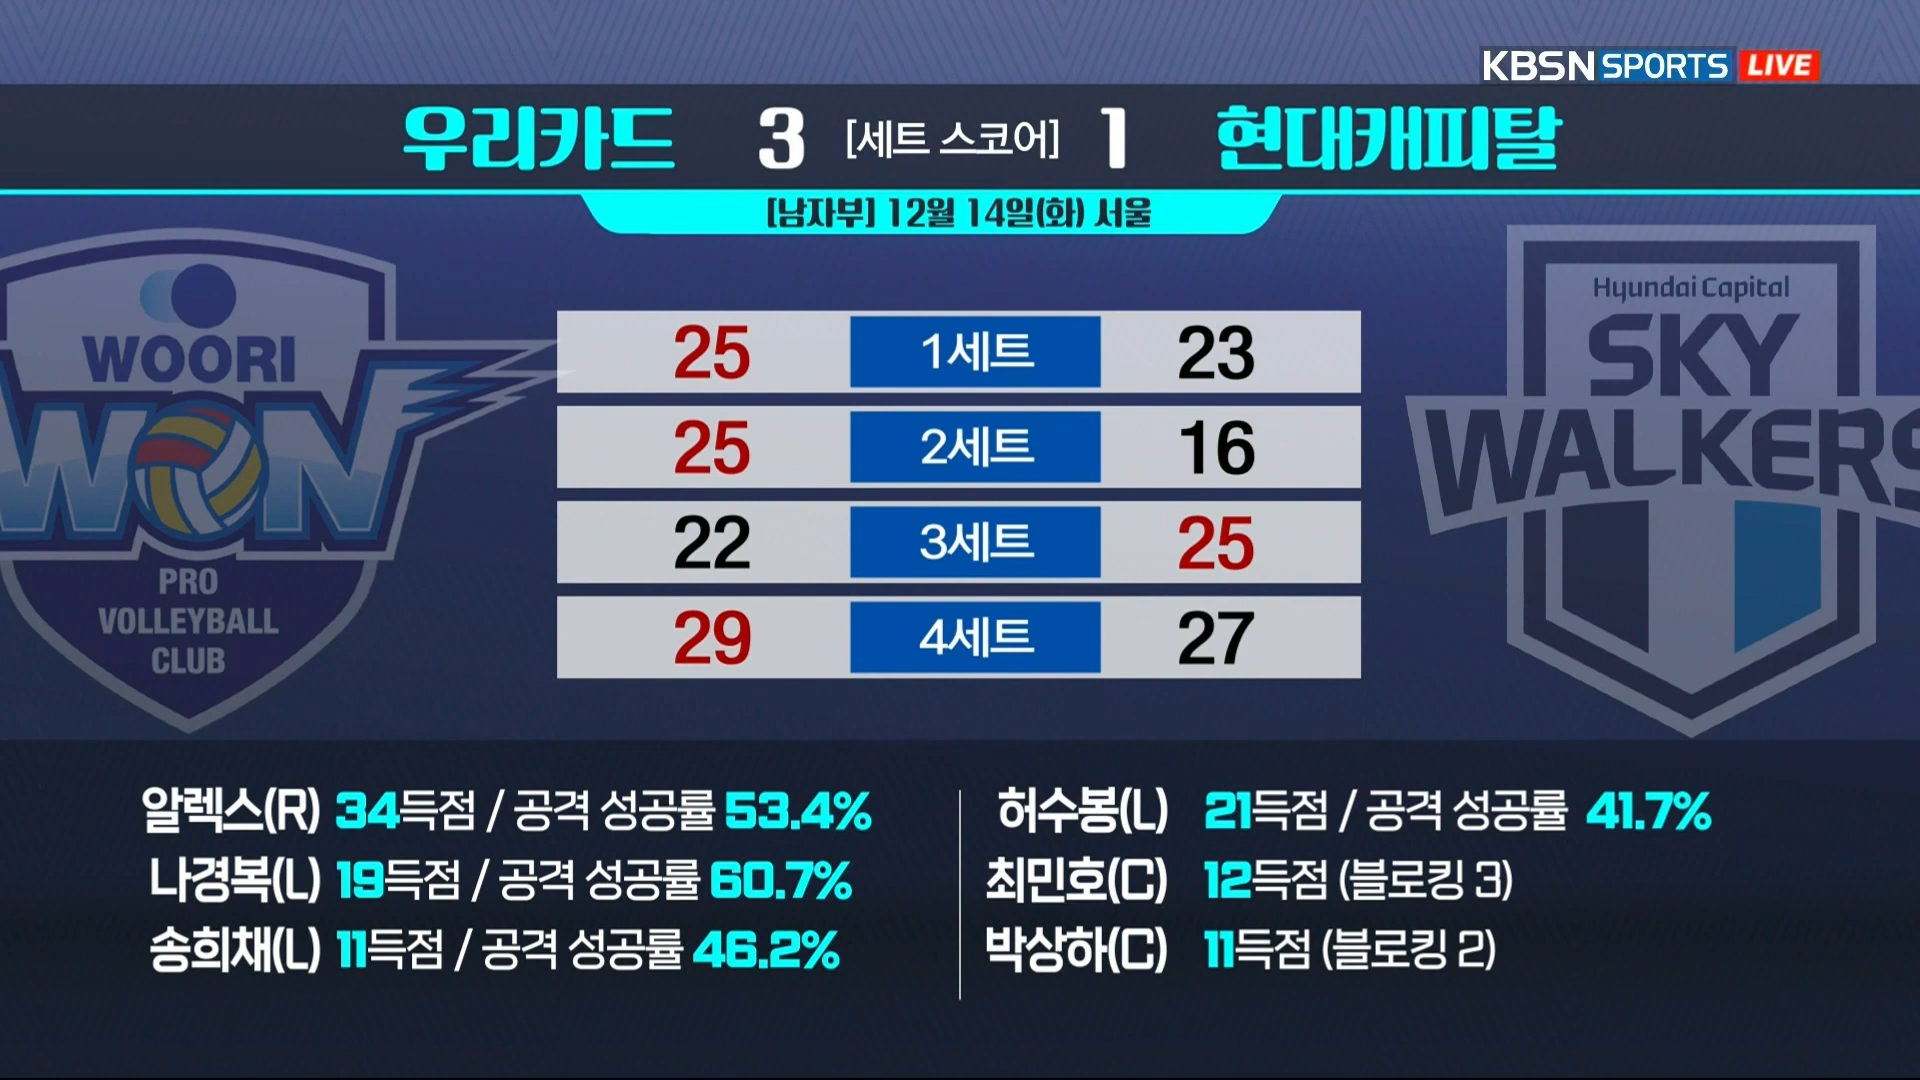 KBSN SPORTS LIVE
우리카드 3 [세트 스코어] 1 현대캐피탈
[남자부] 12월 14일(화) 서울
WOORI
WON
PRO
VOLLEYBALL
CLUB
Hyundai Capital
SKY
WALKERS
25 1세트 23
25 2세트 16
22 3세트 25
29 4세트 27
알렉스(R) 34득점 / 공격 성공률 53.4%
나경복(L) 19득점 / 공격 성공률 60.7%
송희채(L) 11득점 / 공격 성공률 46.2%
허수봉(L) 21득점 / 공격 성공률 41.7%
최민호(C) 12득점 (블로킹 3)
박상하(C) 11득점 (블로킹 2)